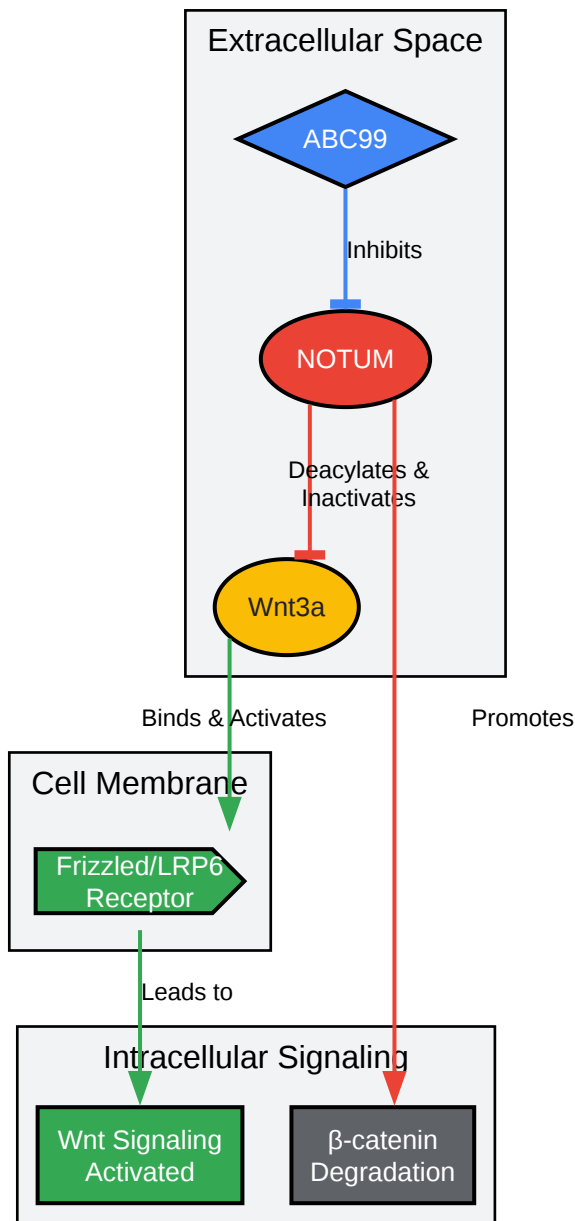 Extracellular Space
ABC99
Inhibits
NOTUM
Deacylates &
Inactivates
Wnt3a
Binds & Activates
Promotes
Cell Membrane
Frizzled/LRP6
Receptor
Leads to
Intracellular Signaling
Wnt Signaling
Activated
β-catenin
Degradation